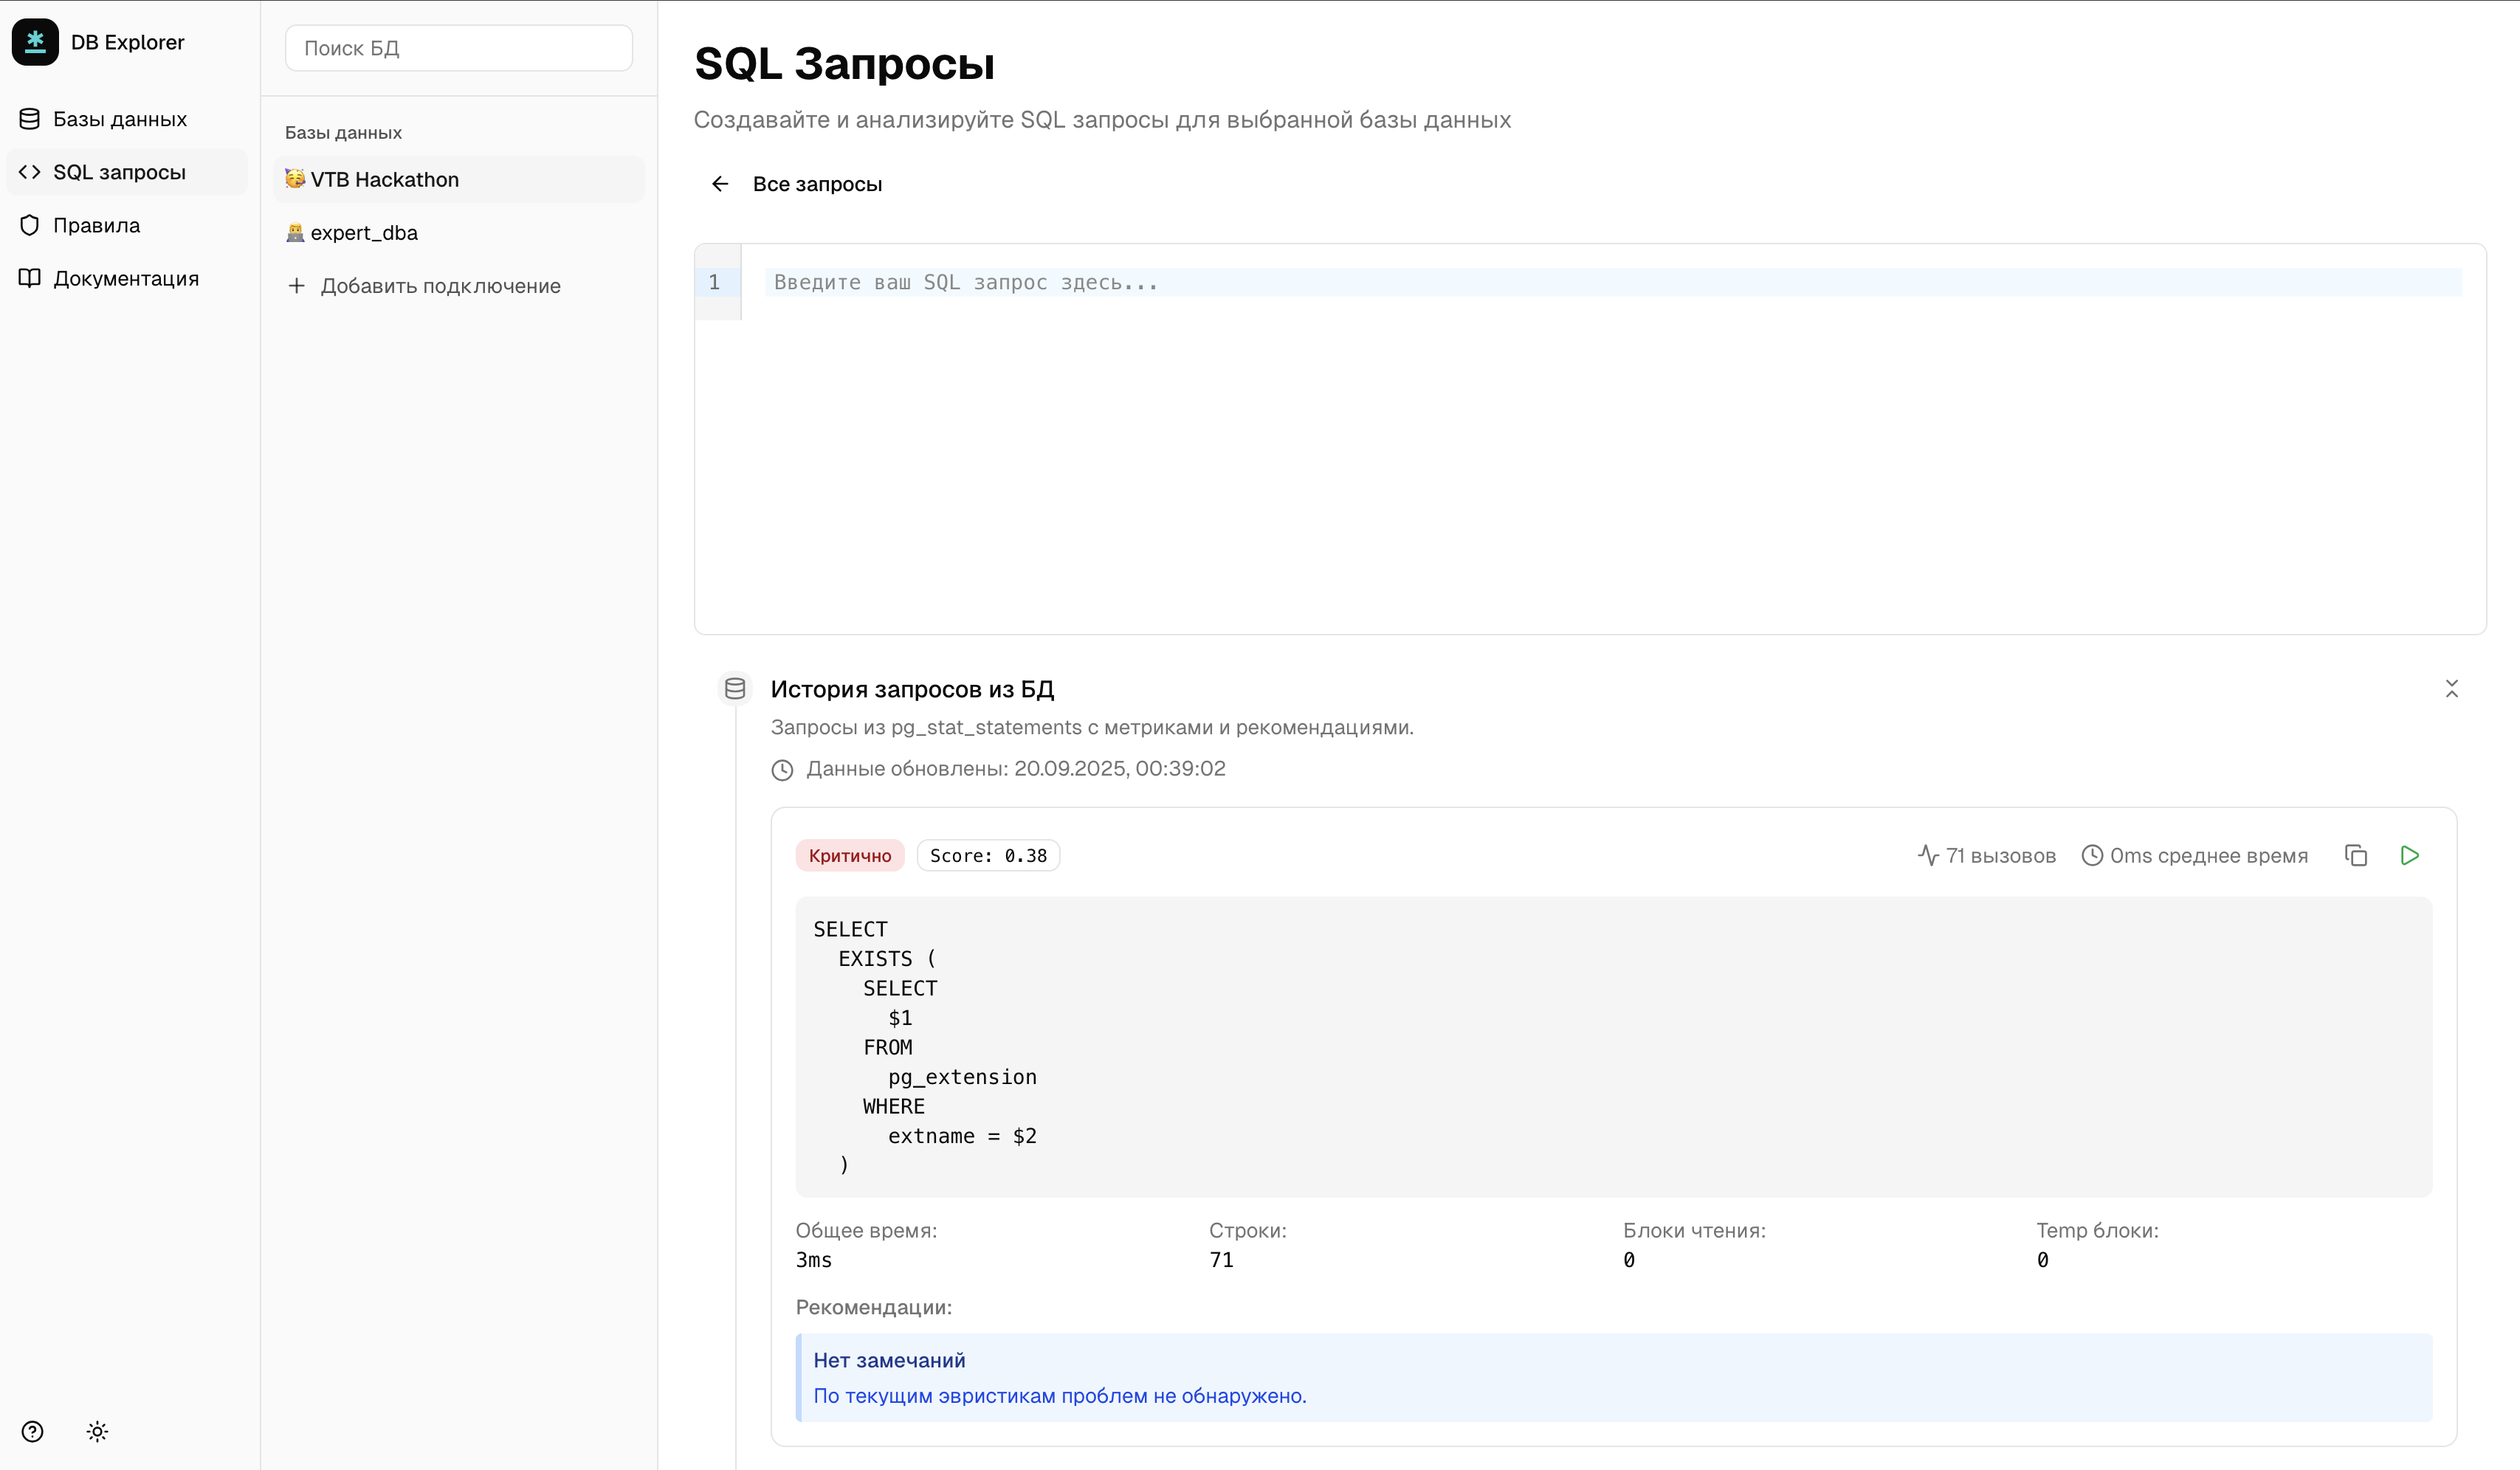 DB Explorer
Базы данных
SQL запросы
Правила
Документация
Поиск БД
Базы данных
🥳 VTB Hackathon
👨‍💻 expert_dba
Добавить подключение
SQL Запросы
Создавайте и анализируйте SQL запросы для выбранной базы данных
Все запросы
1 Введите ваш SQL запрос здесь...
История запросов из БД
Запросы из pg_stat_statements с метриками и рекомендациями.
Данные обновлены: 20.09.2025, 00:39:02
Критично Score: 0.38 71 вызовов 0ms среднее время
SELECT
  EXISTS (
    SELECT
      $1
    FROM
      pg_extension
    WHERE
      extname = $2
  )
Общее время: Строки: Блоки чтения: Temp блоки:
3ms 71 0 0
Рекомендации:
Нет замечаний
По текущим эвристикам проблем не обнаружено.